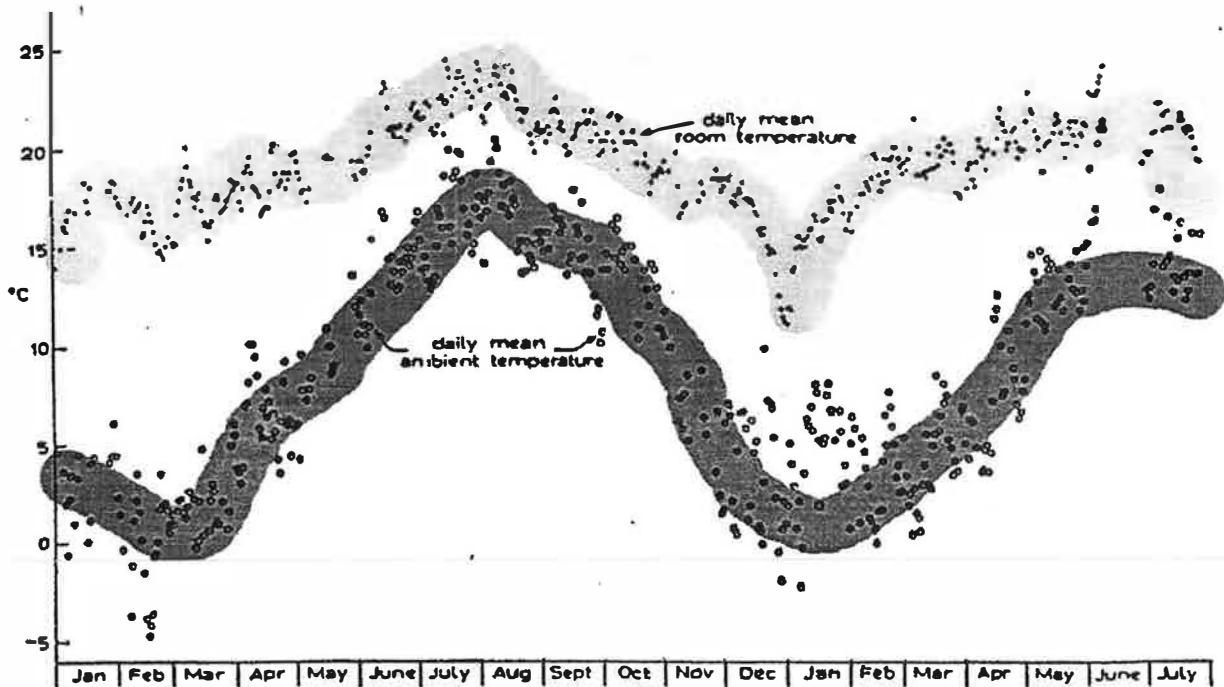 25
20
15
°C
10
5
0
-5
daily mean
room temperature
daily mean
ambient temperature
Jan Feb Mar Apr May June July Aug Sept Oct Nov Dec Jan Feb Mar Apr May June July